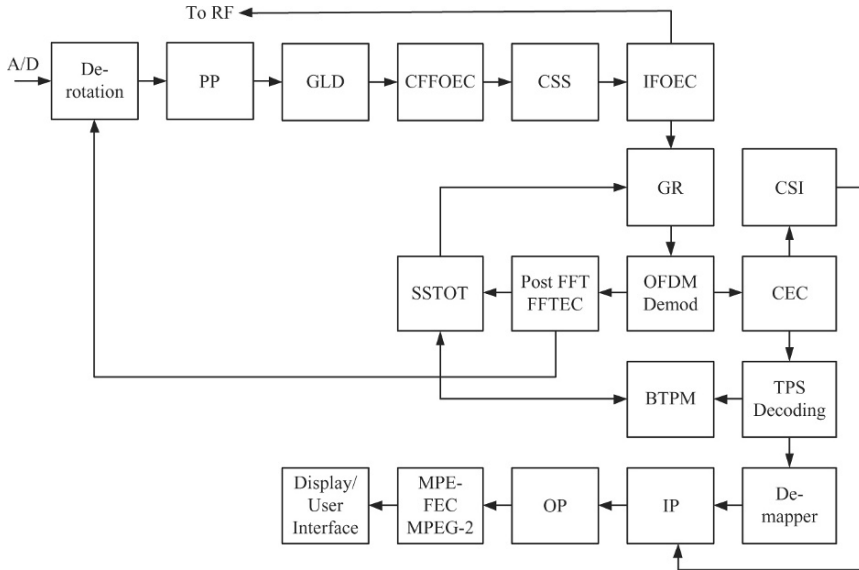 To RF
A/D
De-
rotation
PP
GLD
CFFOEC
CSS
IFOEC
GR
CSI
SSTOT
Post FFT
FFTEC
OFDM
Demod
CEC
BTPM
TPS
Decoding
Display/
User
Interface
MPE-
FEC
MPEG-2
OP
IP
De-
mapper